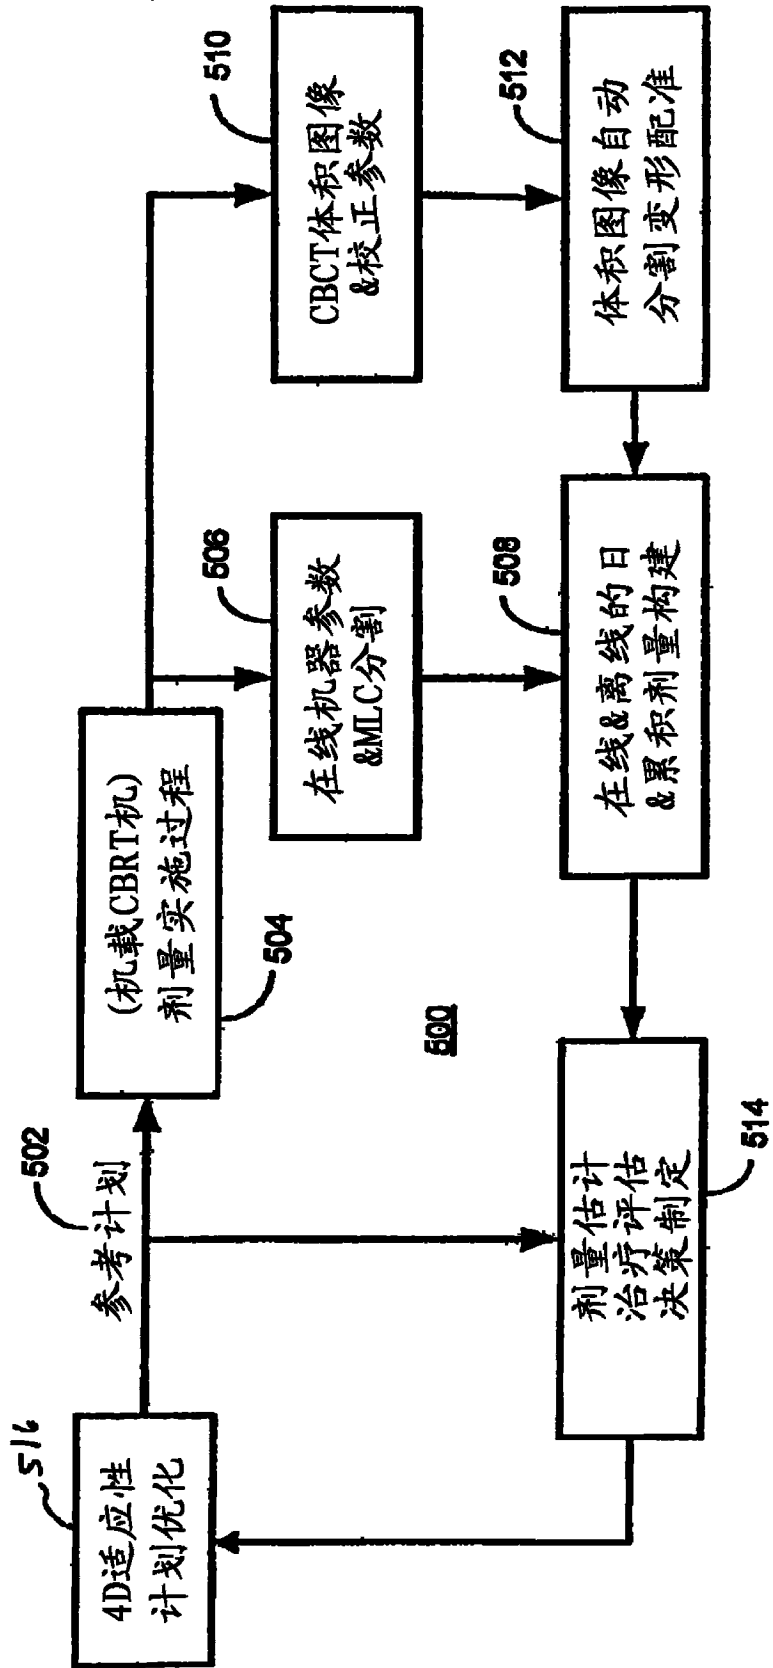 516
4D适应性
计划优化
参考计划
502
(机载CBRT机)
剂量实施过程
504
在线机器参数
&MLC分割
506
CBCT体积图像
&校正参数
510
500
剂量估计
治疗评估
决策制定
514
在线&离线的日
&累积剂量构建
508
体积图像自动
分割变形配准
512